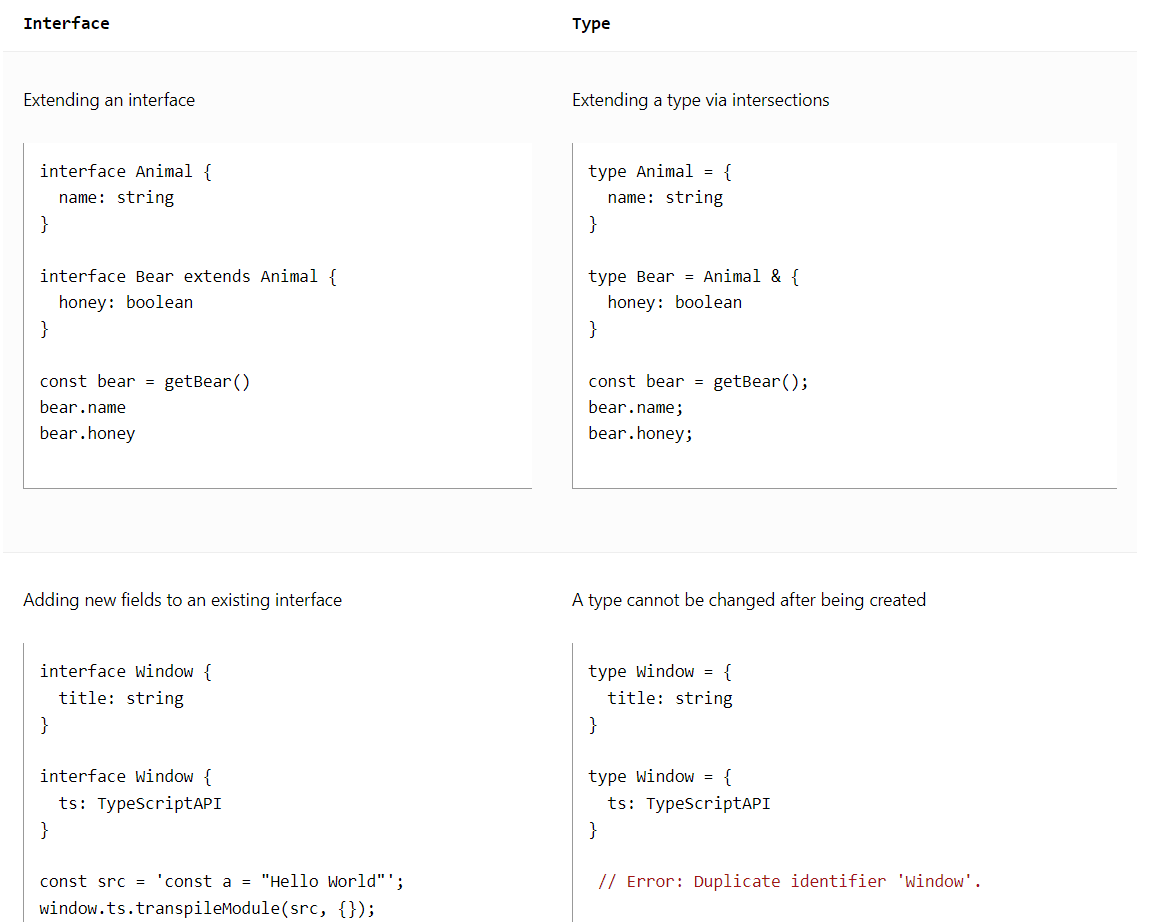 Interface
Type
Extending an interface
Extending a type via intersections
interface Animal {
  name: string
}

interface Bear extends Animal {
  honey: boolean
}

const bear = getBear()
bear.name
bear.honey
type Animal = {
  name: string
}

type Bear = Animal & {
  honey: boolean
}

const bear = getBear();
bear.name;
bear.honey;
Adding new fields to an existing interface
A type cannot be changed after being created
interface Window {
  title: string
}

interface Window {
  ts: TypeScriptAPI
}

const src = 'const a = "Hello World"';
window.ts.transpileModule(src, {});
type Window = {
  title: string
}

type Window = {
  ts: TypeScriptAPI
}

 // Error: Duplicate identifier 'Window'.